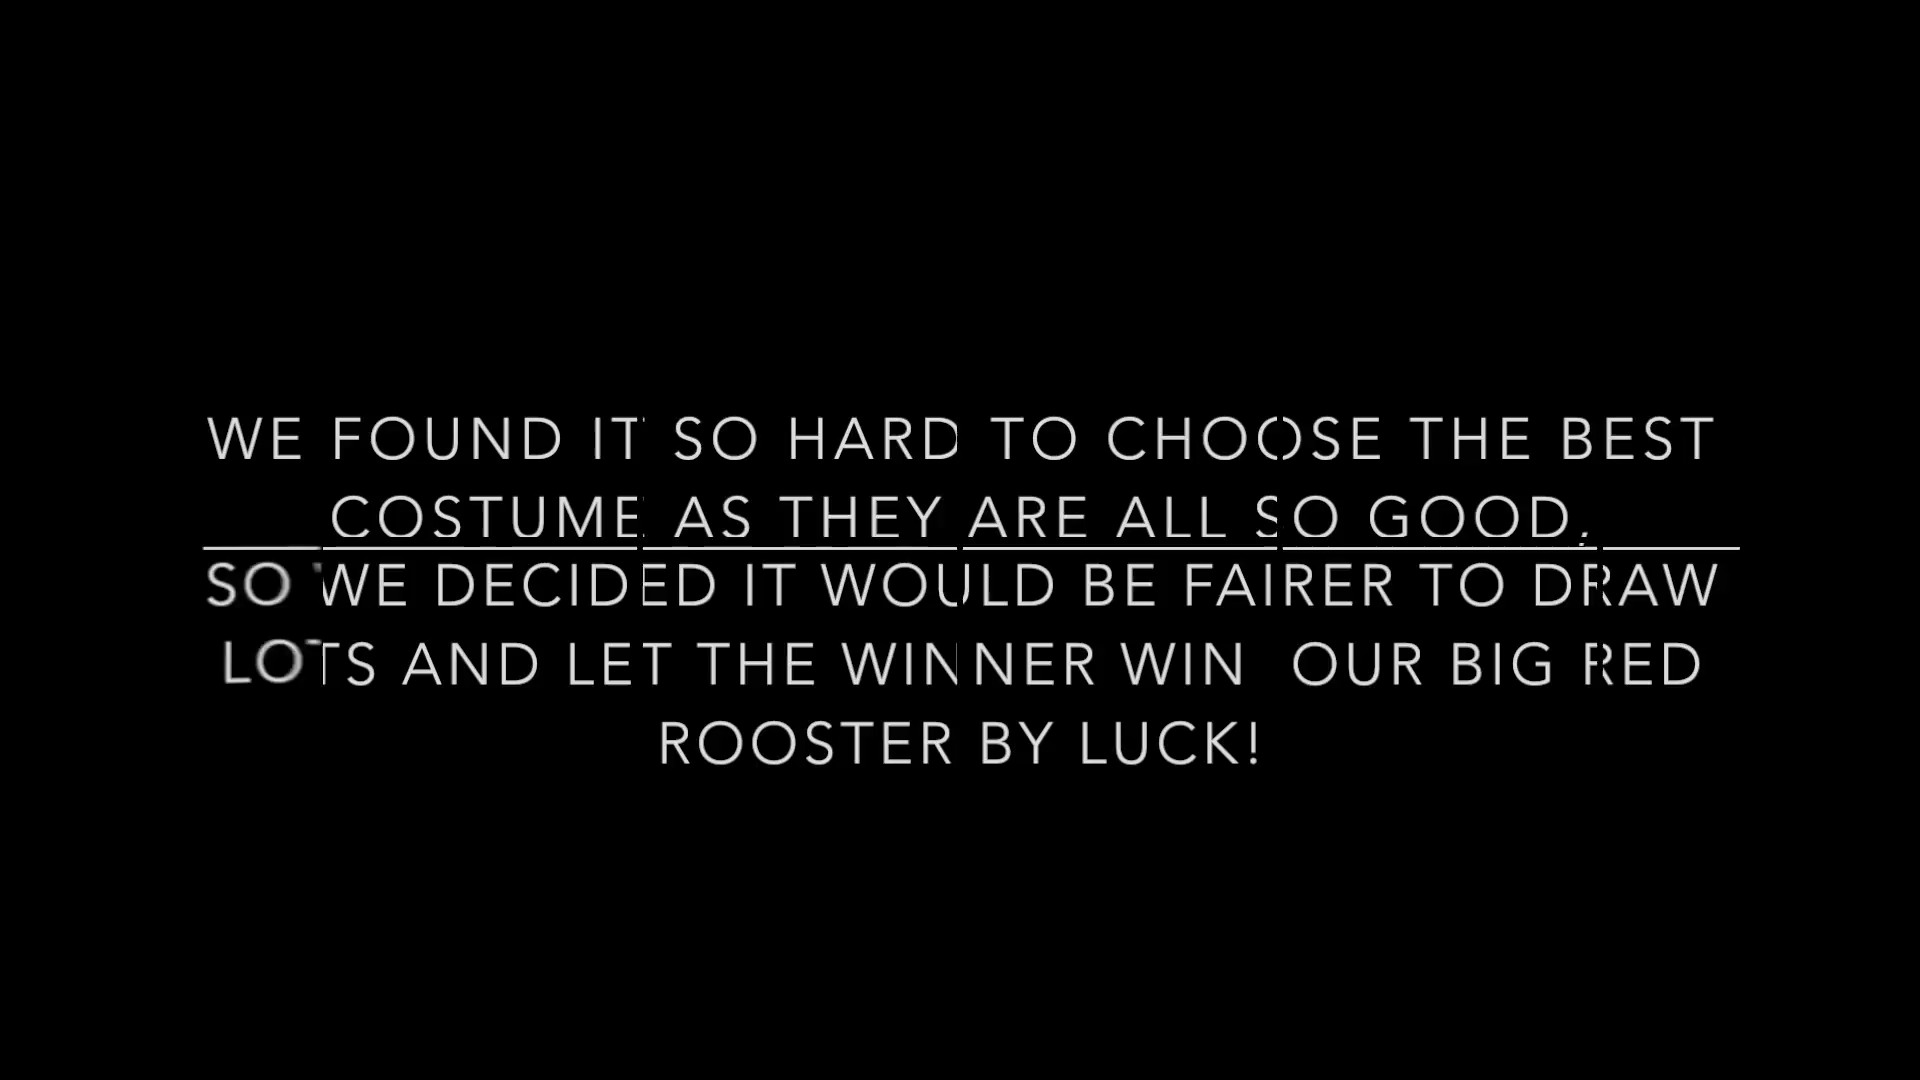 WE FOUND IT SO HARD TO CHOOSE THE BEST
COSTUME AS THEY ARE ALL SO GOOD,
SO WE DECIDED IT WOULD BE FAIRER TO DRAW
LOTS AND LET THE WINNER WIN OUR BIG RED
ROOSTER BY LUCK!